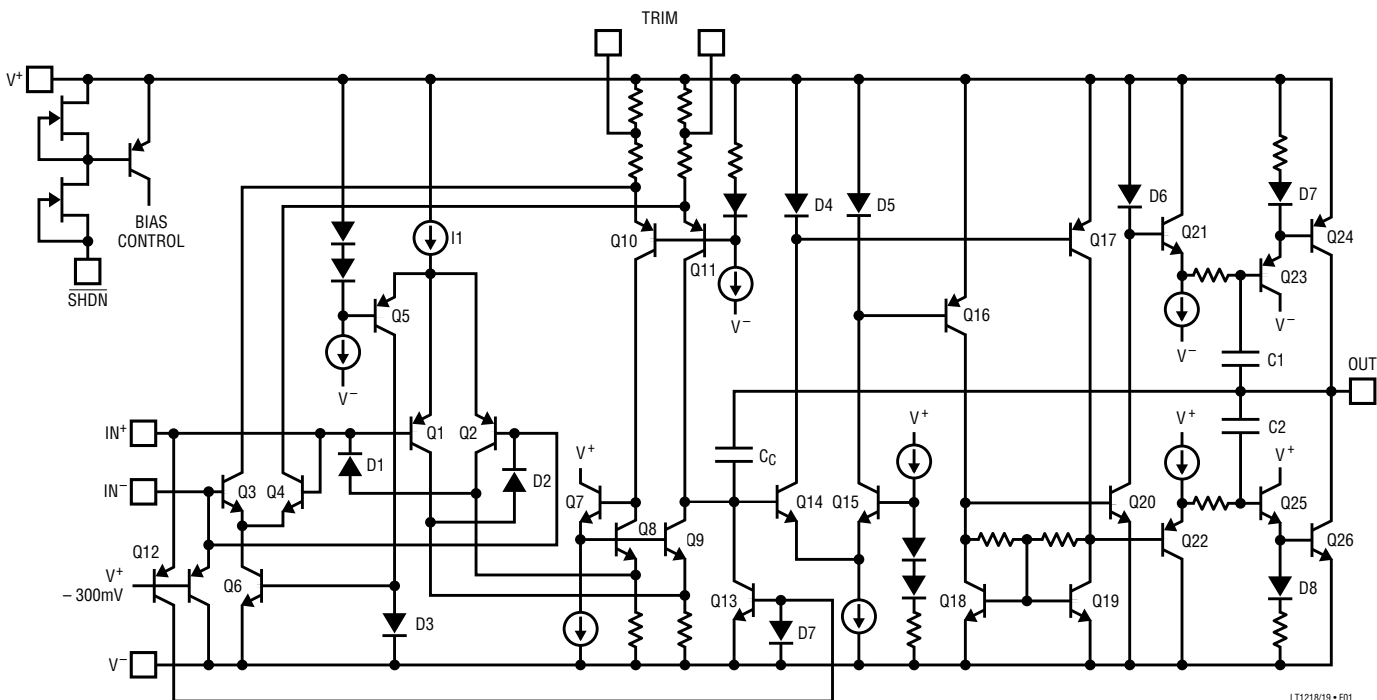 TRIM
V+
D6
D7
D4
D5
Q21
BIAS
CONTROL
I1
Q10
Q17
Q24
Q11
Q23
SHDN
Q5
Q16
V−
V−
V−
V−
C1
OUT
IN+
Q1
Q2
V+
V+
C2
D1
CC
V+
IN−
Q3
Q4
D2
V+
Q7
Q14
Q15
Q20
Q25
Q8
Q9
Q22
Q26
Q12
V+
– 300mV
Q6
Q13
Q18
Q19
D8
D3
D7
V−
LT1218/19 • F01